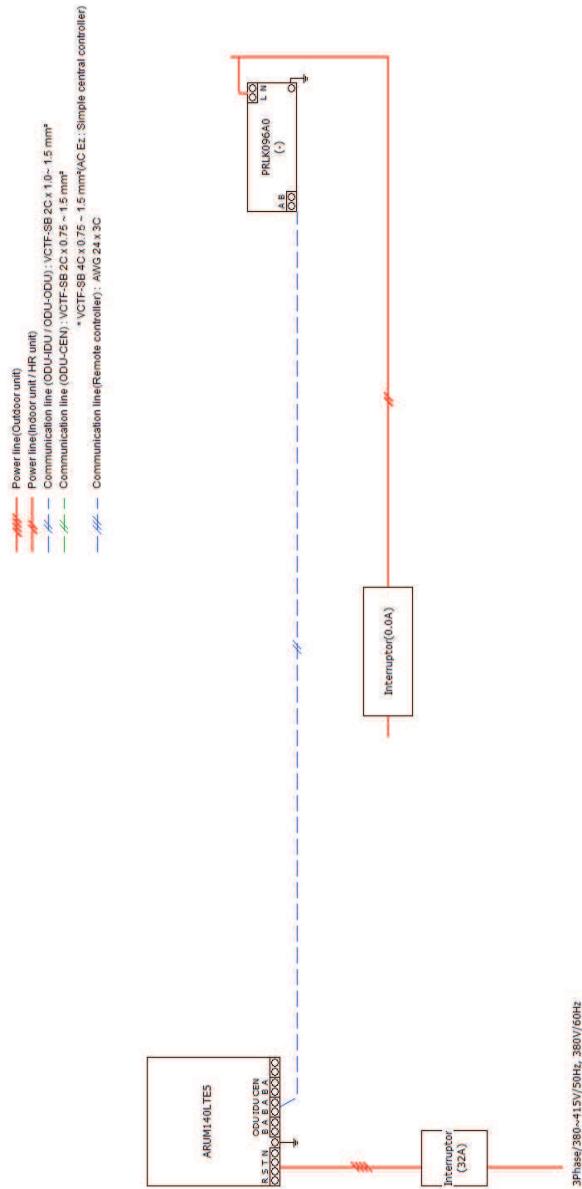 Power line(Outdoor unit)
Power line(Indoor unit / HR unit)
Communication line (ODU-IDU / ODU-ODU) : VCTF-SB 2C x 1.0~ 1.5 mm²
Communication line (ODU-CEN) : VCTF-SB 2C x 0.75 ~ 1.5 mm²
* VCTF-SB 4C x 0.75 ~ 1.5 mm²(AC Ez : Simple central controller)
Communication line(Remote controller) : AWG 24 x 3C
ARUM140LTE5
ODU IDU CEN
R S T N B A B A B A B A
Interruptor
(32A)
3Phase/380~415V/50Hz, 380V/60Hz
Interruptor(0.0A)
PRLK096A0
(-)
A B
L N